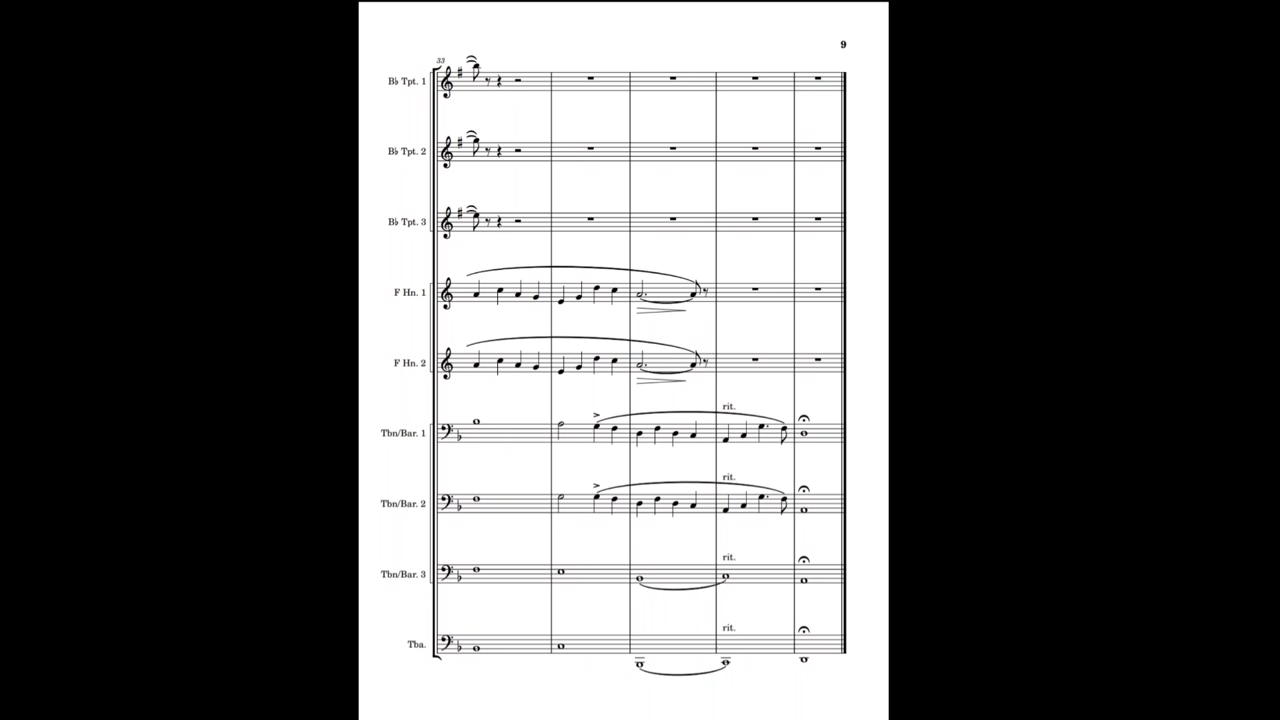 9
33
B♭ Tpt. 1
B♭ Tpt. 2
B♭ Tpt. 3
F Hn. 1
F Hn. 2
rit.
Tbn/Bar. 1
rit.
Tbn/Bar. 2
rit.
Tbn/Bar. 3
rit.
Tba.